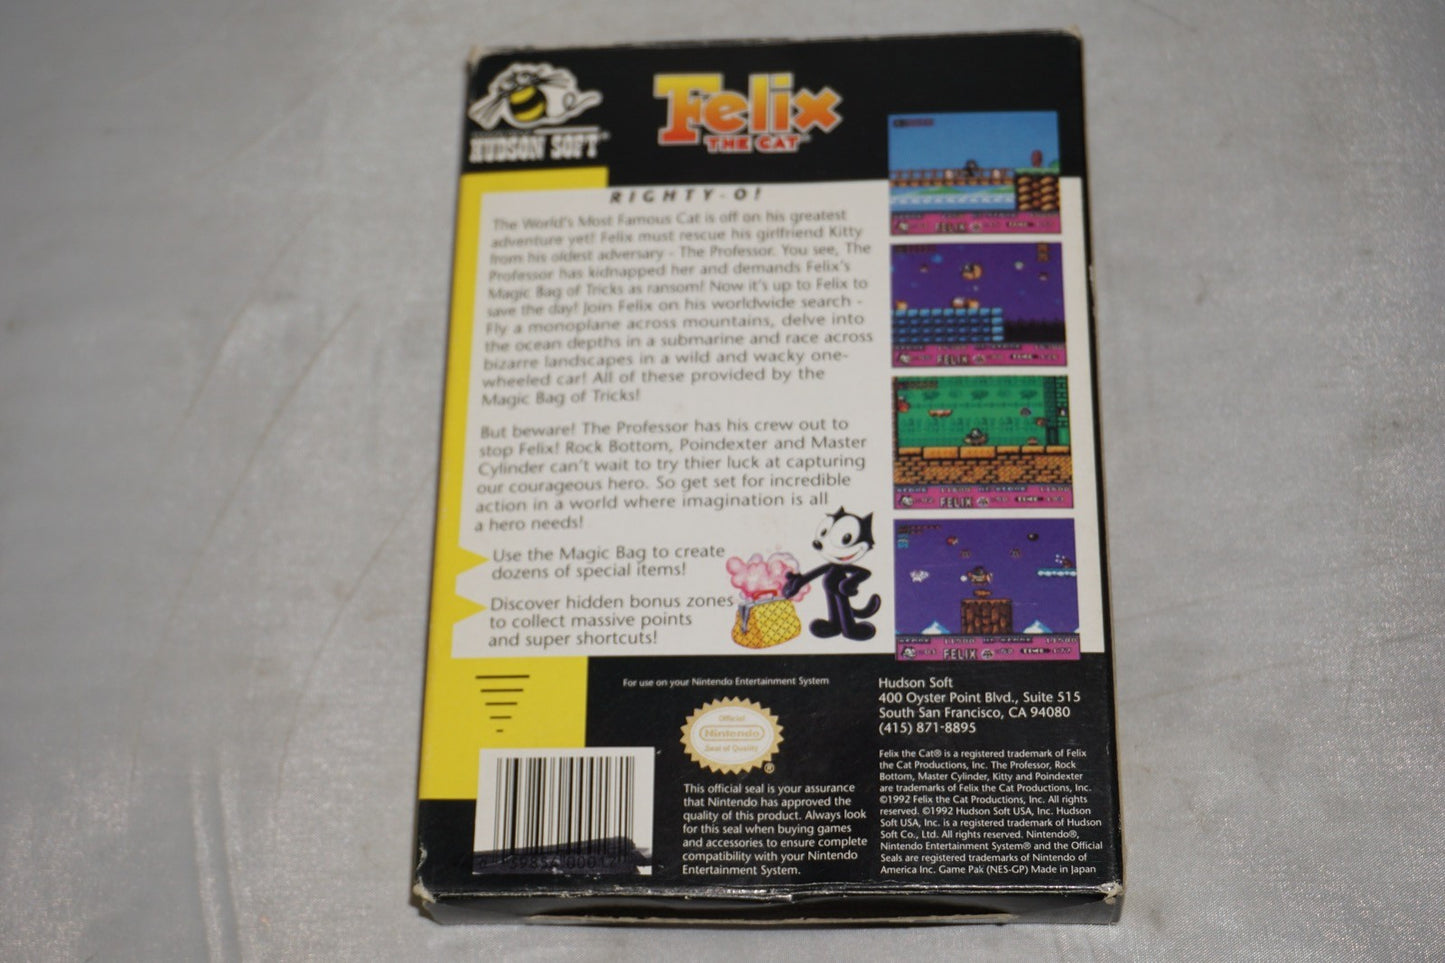 HUDSON SOFT
Felix
THE CAT
RIGHTY-O!
The World's Most Famous Cat is off on his greatest
adventure yet! Felix must rescue his girlfriend Kitty
from his oldest adversary - The Professor. You see, The
Professor has kidnapped her and demands Felix's
Magic Bag of Tricks as ransom! Now it's up to Felix to
save the day! Join Felix on his worldwide search -
Fly a monoplane across mountains, delve into
the ocean depths in a submarine and race across
bizarre landscapes in a wild and wacky one-
wheeled car! All of these provided by the
Magic Bag of Tricks!
But beware! The Professor has his crew out to
stop Felix! Rock Bottom, Poindexter and Master
Cylinder can't wait to try thier luck at capturing
our courageous hero. So get set for incredible
action in a world where imagination is all
a hero needs!
Use the Magic Bag to create
dozens of special items!
Discover hidden bonus zones
to collect massive points
and super shortcuts!
FELIX
FELIX
FELIX
FELIX
For use on your Nintendo Entertainment System
Official
Nintendo
Seal of Quality
®
This official seal is your assurance
that Nintendo has approved the
quality of this product. Always look
for this seal when buying games
and accessories to ensure complete
compatibility with your Nintendo
Entertainment System.
Hudson Soft
400 Oyster Point Blvd., Suite 515
South San Francisco, CA 94080
(415) 871-8895
Felix the Cat® is a registered trademark of Felix
the Cat Productions, Inc. The Professor, Rock
Bottom, Master Cylinder, Kitty and Poindexter
are trademarks of Felix the Cat Productions, Inc.
©1992 Felix the Cat Productions, Inc. All rights
reserved. ©1992 Hudson Soft USA, Inc. Hudson
Soft USA, Inc. is a registered trademark of Hudson
Soft Co., Ltd. All rights reserved. Nintendo®,
Nintendo Entertainment System® and the Official
Seals are registered trademarks of Nintendo of
America Inc. Game Pak (NES-GP) Made in Japan